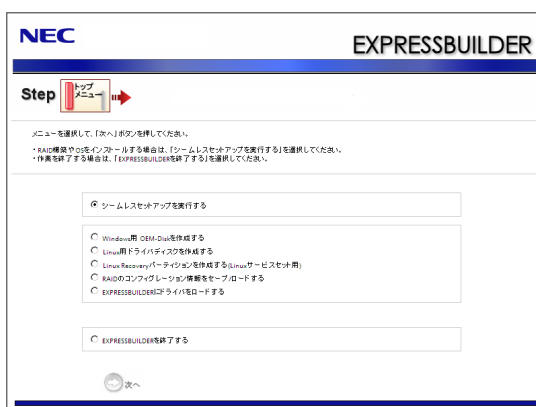 NEC
EXPRESSBUILDER
Step
トップ
メニュー
メニューを選択して、「次へ」ボタンを押してください。
・RAID構築やOSをインストールする場合は、「シームレスセットアップを実行する」を選択してください。
・作業を終了する場合は、「EXPRESSBUILDERを終了する」を選択してください。
シームレスセットアップを実行する
Windows用 OEM-Diskを作成する
Linux用ドライバディスクを作成する
Linux Recoveryパーティションを作成する(Linuxサービスセット用)
RAIDのコンフィグレーション情報をセーブ/ロードする
EXPRESSBUILDERにドライバをロードする
EXPRESSBUILDERを終了する
次へ